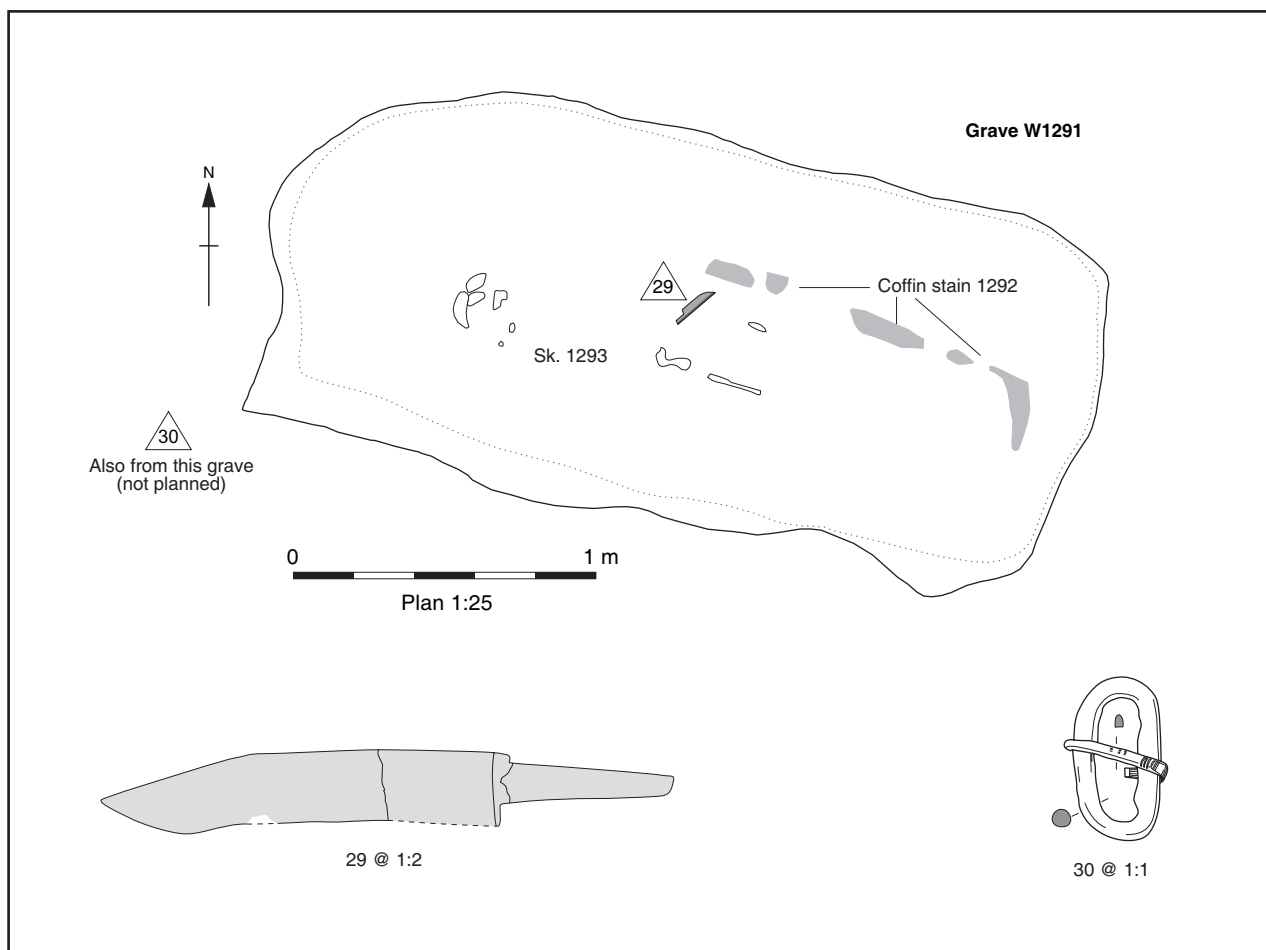 Grave W1291
N
29
Coffin stain 1292
Sk. 1293
30
Also from this grave
(not planned)
0 1 m
Plan 1:25
29 @ 1:2
30 @ 1:1